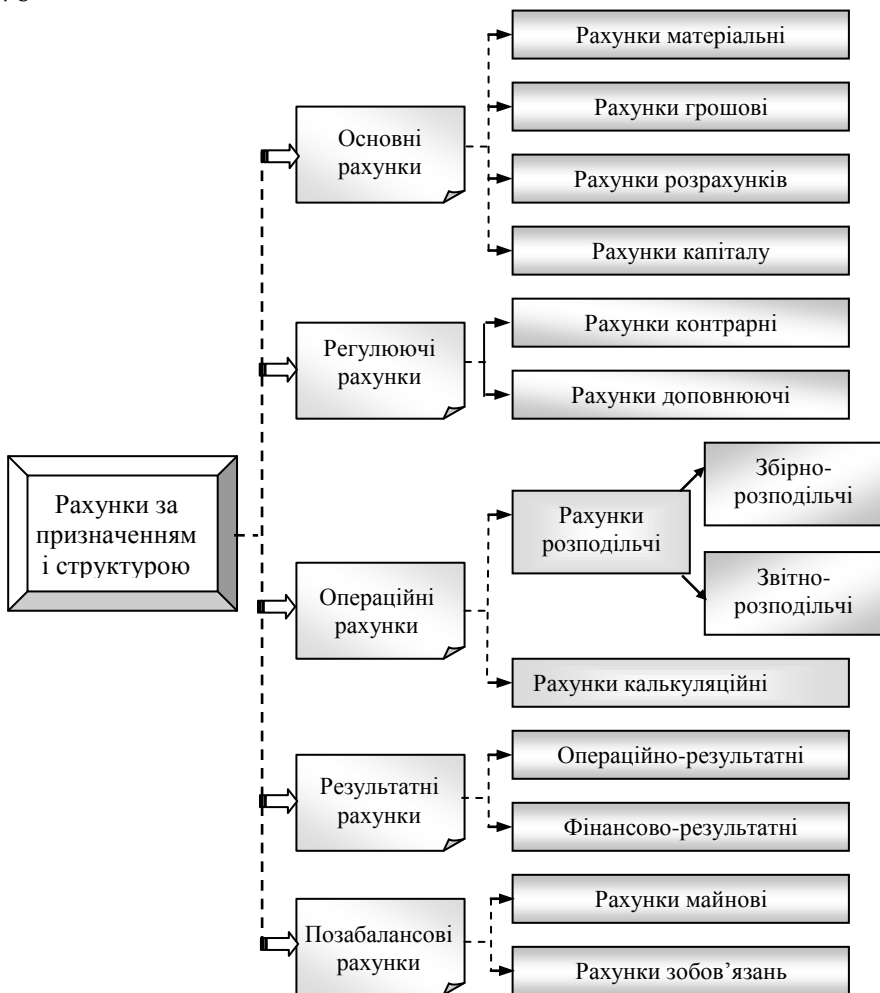 Рахунки за
призначенням
і структурою
Основні
рахунки
Рахунки матеріальні
Рахунки грошові
Рахунки розрахунків
Рахунки капіталу
Регулюючі
рахунки
Рахунки контрарні
Рахунки доповнюючі
Операційні
рахунки
Рахунки
розподільчі
Збірно-
розподільчі
Звітно-
розподільчі
Рахунки калькуляційні
Результатні
рахунки
Операційно-результатні
Фінансово-результатні
Позабалансові
рахунки
Рахунки майнові
Рахунки зобов’язань